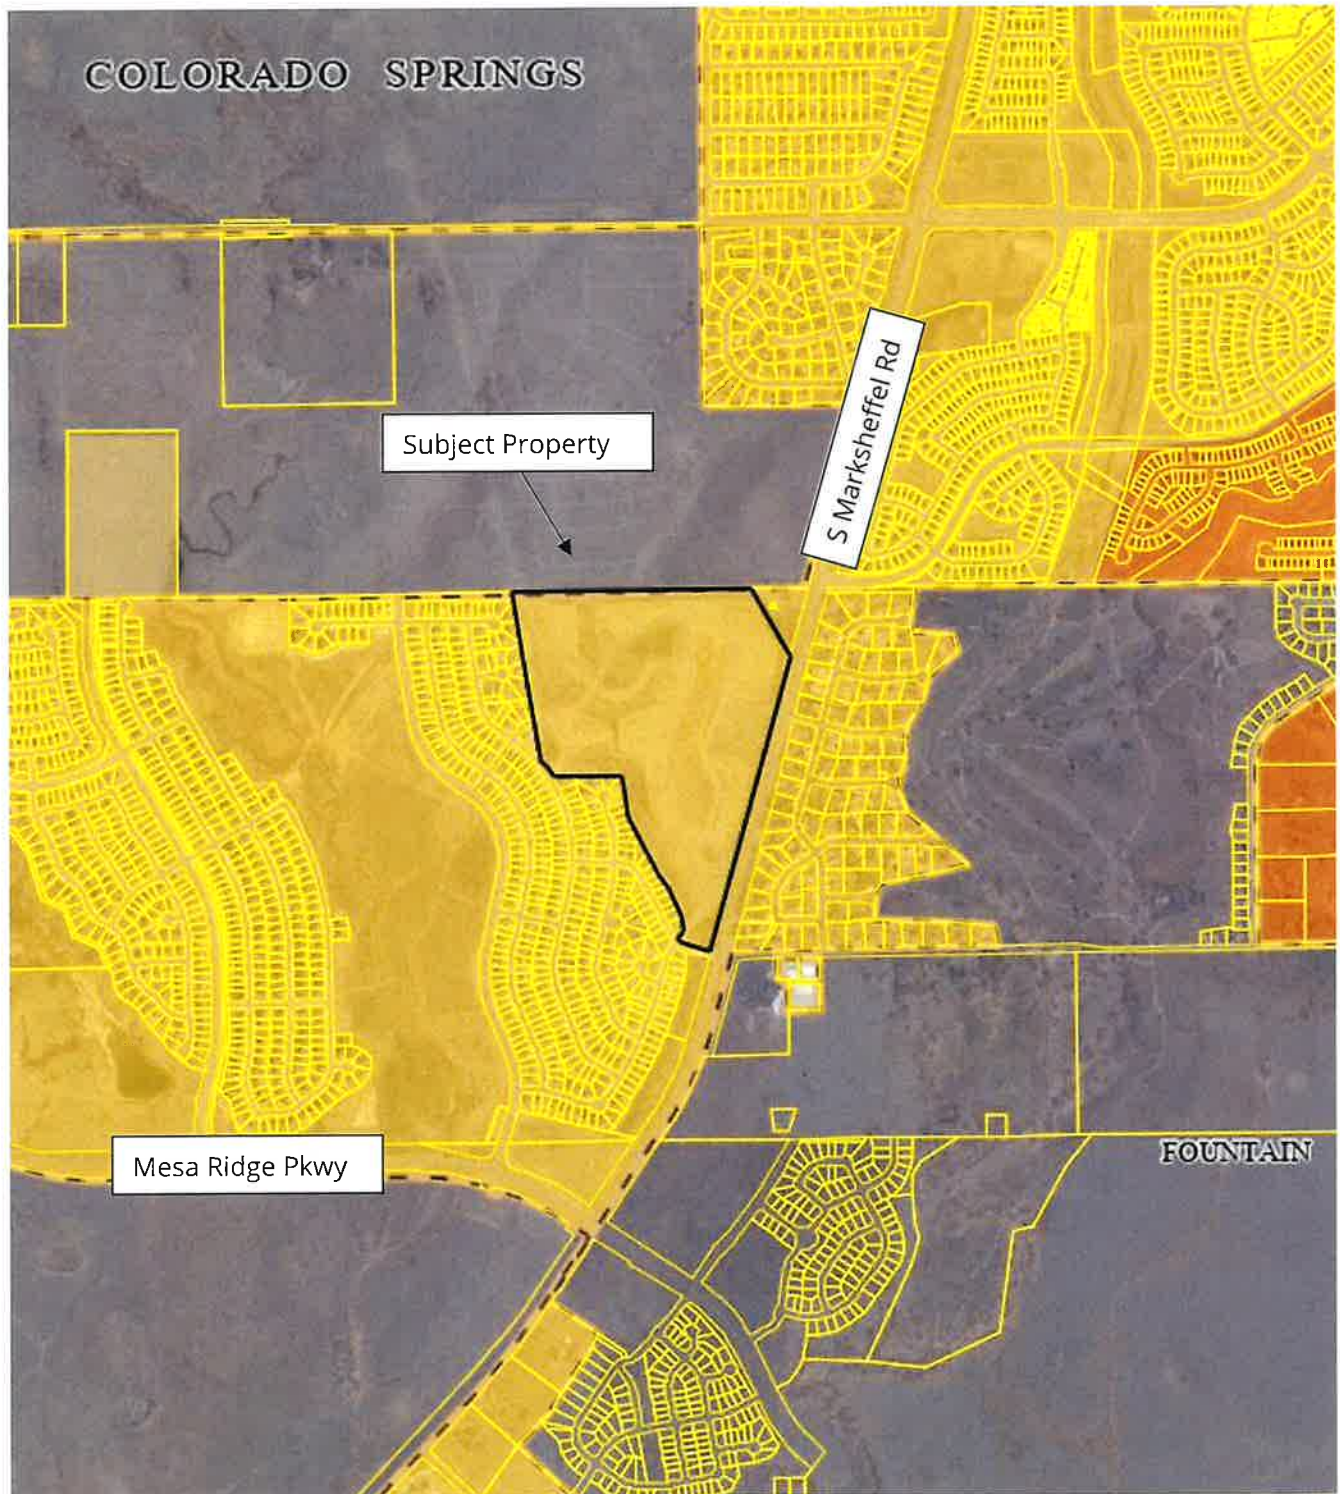 COLORADO SPRINGS
S Marksheffel Rd
Subject Property
Mesa Ridge Pkwy
FOUNTAIN